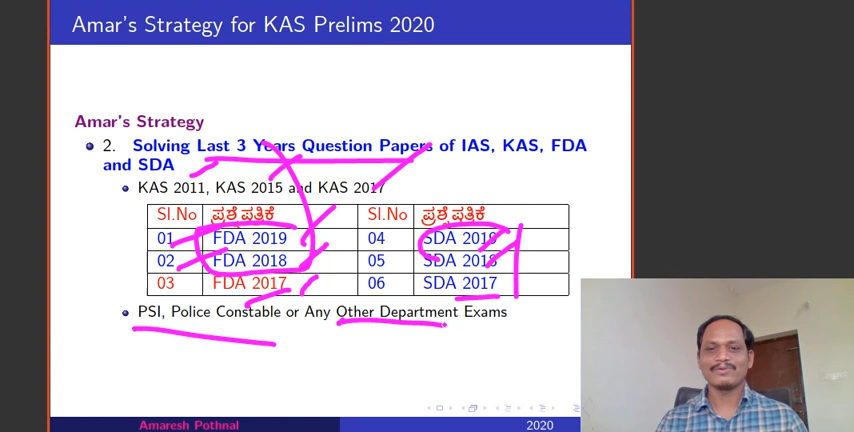 Amar's Strategy for KAS Prelims 2020
Amar's Strategy
2. Solving Last 3 Years Question Papers of IAS, KAS, FDA
and SDA
KAS 2011, KAS 2015 and KAS 2017
Sl.No ಪ್ರಶ್ನೆ ಪತ್ರಿಕೆ Sl.No ಪ್ರಶ್ನೆ ಪತ್ರಿಕೆ
01 FDA 2019 04 SDA 2019
02 FDA 2018 05 SDA 2018
03 FDA 2017 06 SDA 2017
PSI, Police Constable or Any Other Department Exams
Amaresh Pothnal 2020